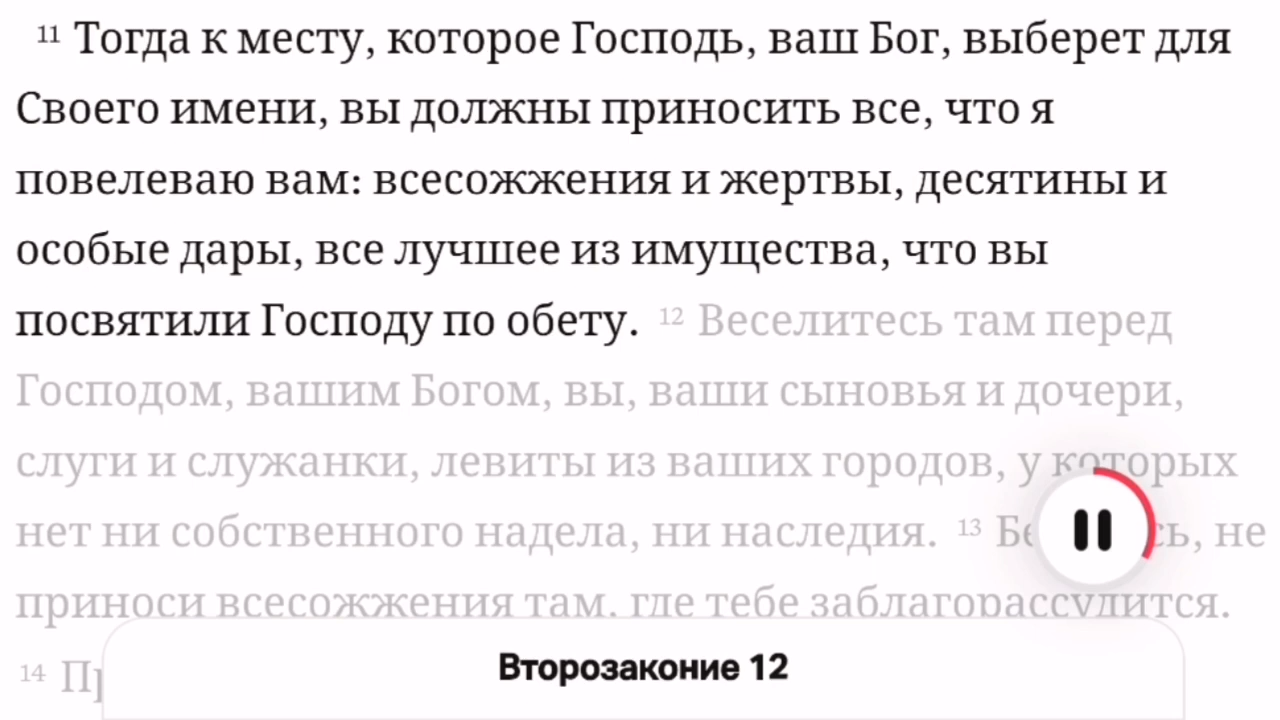 11 Тогда к месту, которое Господь, ваш Бог, выберет для
Своего имени, вы должны приносить все, что я
повелеваю вам: всесожжения и жертвы, десятины и
особые дары, все лучшее из имущества, что вы
посвятили Господу по обету. 12 Веселитесь там перед
Господом, вашим Богом, вы, ваши сыновья и дочери,
слуги и служанки, левиты из ваших городов, у которых
нет ни собственного надела, ни наследия. 13 не
приноси всесожжения там, где тебе заблагорассудится.
14
Второзаконие 12